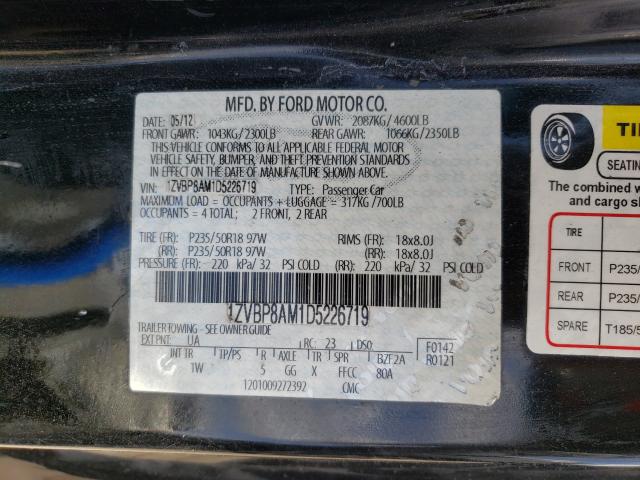 MFD. BY FORD MOTOR CO.
DATE: 05/12 GVWR: 2087KG/4600LB
FRONT GAWR: 1043KG/2300LB REAR GAWR: 1066KG/2350LB
THIS VEHICLE CONFORMS TO ALL APPLICABLE FEDERAL MOTOR
VEHICLE SAFETY, BUMPER, AND THEFT PREVENTION STANDARDS
IN EFFECT ON THE DATE OF MANUFACTURE SHOWN ABOVE.
VIN: 1ZVBP8AM1D5226719 TYPE: Passenger Car
MAXIMUM LOAD = OCCUPANTS + LUGGAGE = 317KG/700LB
OCCUPANTS = 4 TOTAL; 2 FRONT, 2 REAR
TIRE (FR): P235/50R18 97W RIMS (FR): 18x8.0J
(RR): P235/50R18 97W (RR): 18x8.0J
PRESSURE (FR): 220 kPa/32 PSI COLD (RR): 220 kPa/32 PSI COLD
1ZVBP8AM1D5226719
TRAILER TOWING - SEE OWNER GUIDE
EXT PNT: UA RC: 23 DSO: F0142
INT TR TP/PS R AXLE TR SPR BZF2A R0121
1W 5 GG X FFCC 80A
1201009272392 CMC
TI
SEATIN
The combined w
and cargo sh
TIRE
FRONT P235/
REAR P235/
SPARE T185/5